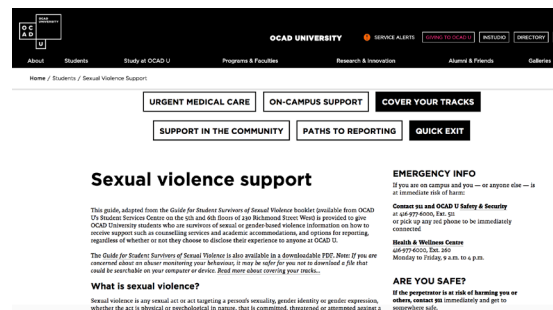 OCAD
UNIVERSITY
O C
A D
U
OCAD UNIVERSITY
SERVICE ALERTS
GIVING TO OCAD U
INSTUDIO
DIRECTORY
About Students Study at OCAD U Programs & Faculties Research & Innovation Alumni & Friends Galleries
Home / Students / Sexual Violence Support
URGENT MEDICAL CARE
ON-CAMPUS SUPPORT
COVER YOUR TRACKS
SUPPORT IN THE COMMUNITY
PATHS TO REPORTING
QUICK EXIT
Sexual violence support
This guide, adapted from the Guide for Student Survivors of Sexual Violence booklet (available from OCAD
U's Student Services Centre on the 5th and 6th floors of 230 Richmond Street West) is provided to give
OCAD University students who are survivors of sexual or gender-based violence information on how to
receive support such as counselling services and academic accommodations, and options for reporting,
regardless of whether or not they choose to disclose their experience to anyone at OCAD U.
The Guide for Student Survivors of Sexual Violence is also available in a downloadable PDF. Note: If you are
concerned about an abuser monitoring your behaviour, it may be safer for you not to download a file that
could be searchable on your computer or device. Read more about covering your tracks...
What is sexual violence?
Sexual violence is any sexual act or act targeting a person's sexuality, gender identity or gender expression,
whether the act is physical or psychological in nature, that is committed, threatened or attempted against a
EMERGENCY INFO
If you are on campus and you — or anyone else — is
at immediate risk of harm:
Contact 911 and OCAD U Safety & Security
at 416-977-6000, Ext. 511
or pick up any red phone to be immediately
connected
Health & Wellness Centre
416-977-6000, Ext. 260
Monday to Friday, 9 a.m. to 4 p.m.
ARE YOU SAFE?
If the perpetrator is at risk of harming you or
others, contact 911 immediately and get to
somewhere safe.